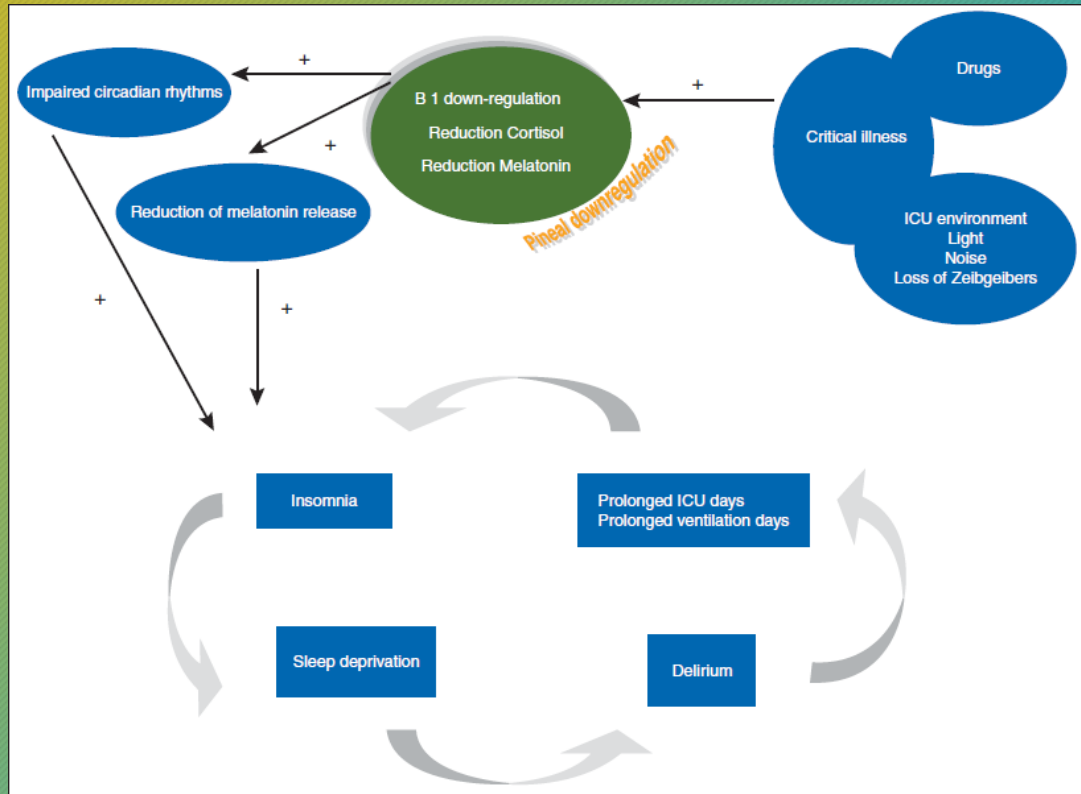 +
Impaired circadian rhythms
B 1 down-regulation
Reduction Cortisol
Reduction Melatonin
Pineal downregulation
+
Drugs
Critical illness
ICU environment
Light
Noise
Loss of Zeibgeibers
+
Reduction of melatonin release
+
+
Insomnia
Prolonged ICU days
Prolonged ventilation days
Sleep deprivation
Delirium